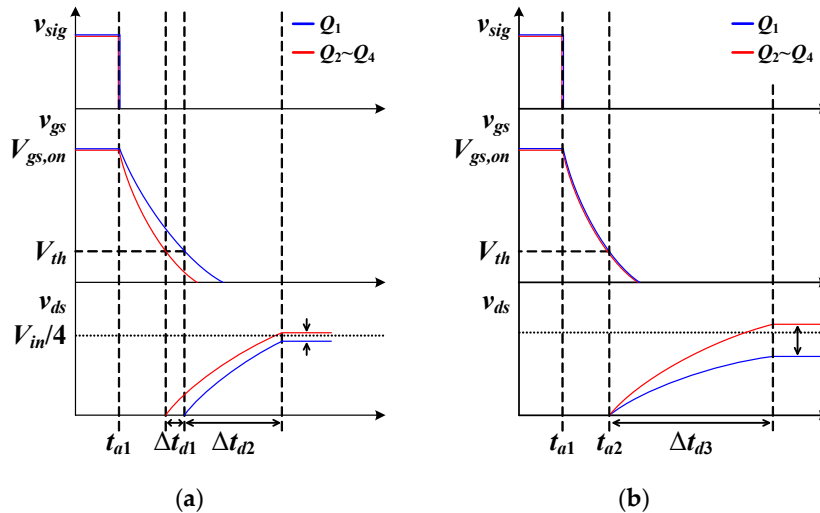 v_sig
Q_1
Q_2~Q_4
v_gs
V_gs,on
V_th
v_ds
V_in/4
t_a1 Δt_d1 Δt_d2
(a)
v_sig
Q_1
Q_2~Q_4
v_gs
V_gs,on
V_th
v_ds
t_a1 t_a2 Δt_d3
(b)